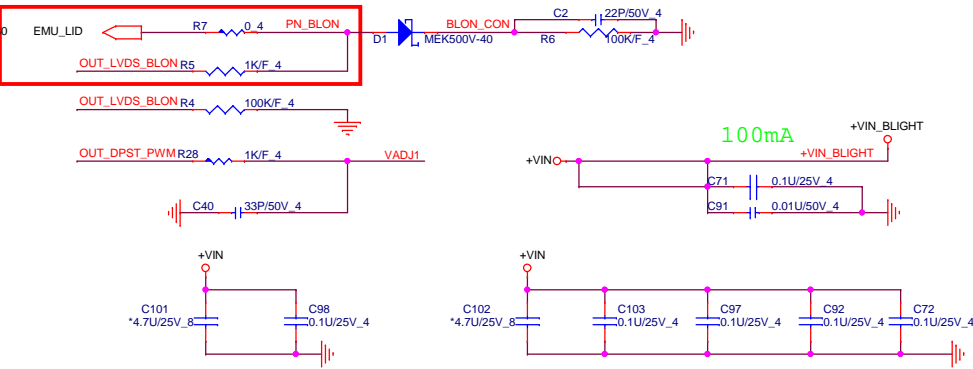 0 EMU_LID R7 0_4 PN_BLON
D1 MEK500V-40 BLON_CON
C2 22P/50V_4
R6 100K/F_4
OUT_LVDS_BLON R5 1K/F_4
OUT_LVDS_BLON R4 100K/F_4
OUT_DPST_PWM R28 1K/F_4 VADJ1
C40 33P/50V_4
100mA
+VIN +VIN_BLIGHT
+VIN_BLIGHT
C71 0.1U/25V_4
C91 0.01U/50V_4
+VIN
C101
*4.7U/25V_8
C98
0.1U/25V_4
+VIN
C102
*4.7U/25V_8
C103
0.1U/25V_4
C97
0.1U/25V_4
C92
0.1U/25V_4
C72
0.1U/25V_4